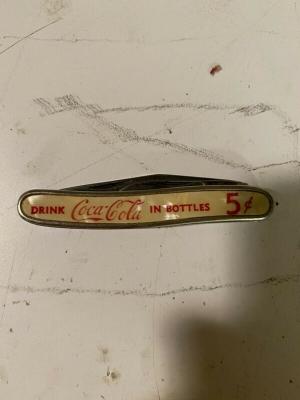 DRINK Coca-Cola IN BOTTLES 5¢